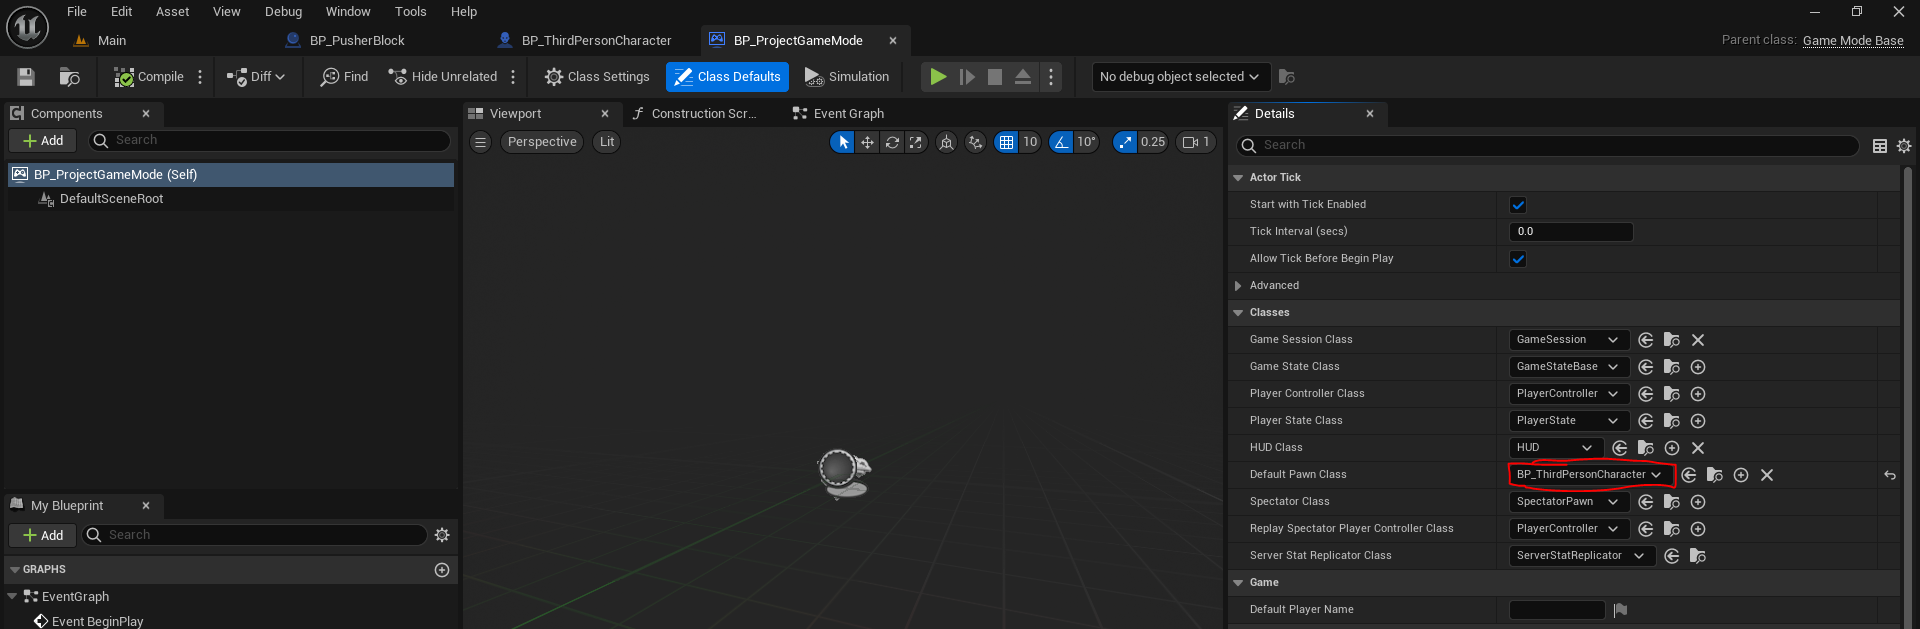 File Edit Asset View Debug Window Tools Help
Main BP_PusherBlock BP_ThirdPersonCharacter BP_ProjectGameMode
Parent class: Game Mode Base
Compile Diff Find Hide Unrelated Class Settings Class Defaults Simulation No debug object selected
Components
Add Search
BP_ProjectGameMode (Self)
DefaultSceneRoot
My Blueprint
Add Search
GRAPHS
EventGraph
Event BeginPlay
Viewport Construction Scr... Event Graph
Perspective Lit 10 10° 0.25 1
Details
Search
Actor Tick
Start with Tick Enabled
Tick Interval (secs) 0.0
Allow Tick Before Begin Play
Advanced
Classes
Game Session Class GameSession
Game State Class GameStateBase
Player Controller Class PlayerController
Player State Class PlayerState
HUD Class HUD
Default Pawn Class BP_ThirdPersonCharacter
Spectator Class SpectatorPawn
Replay Spectator Player Controller Class PlayerController
Server Stat Replicator Class ServerStatReplicator
Game
Default Player Name